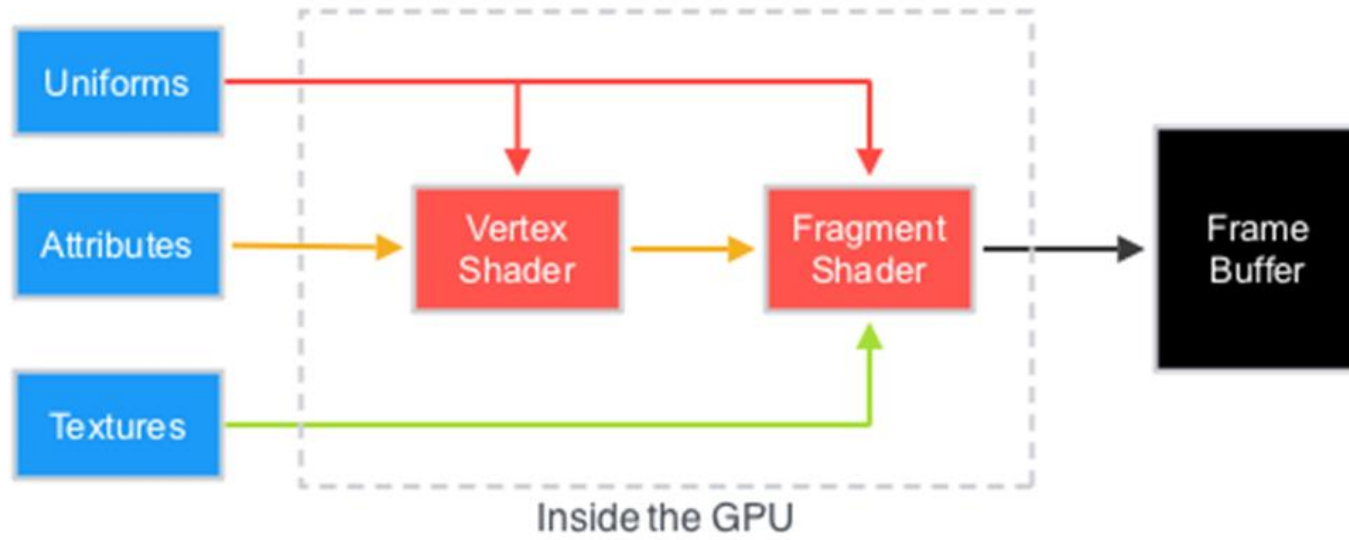 Uniforms
Attributes
Textures
Vertex
Shader
Fragment
Shader
Frame
Buffer
Inside the GPU